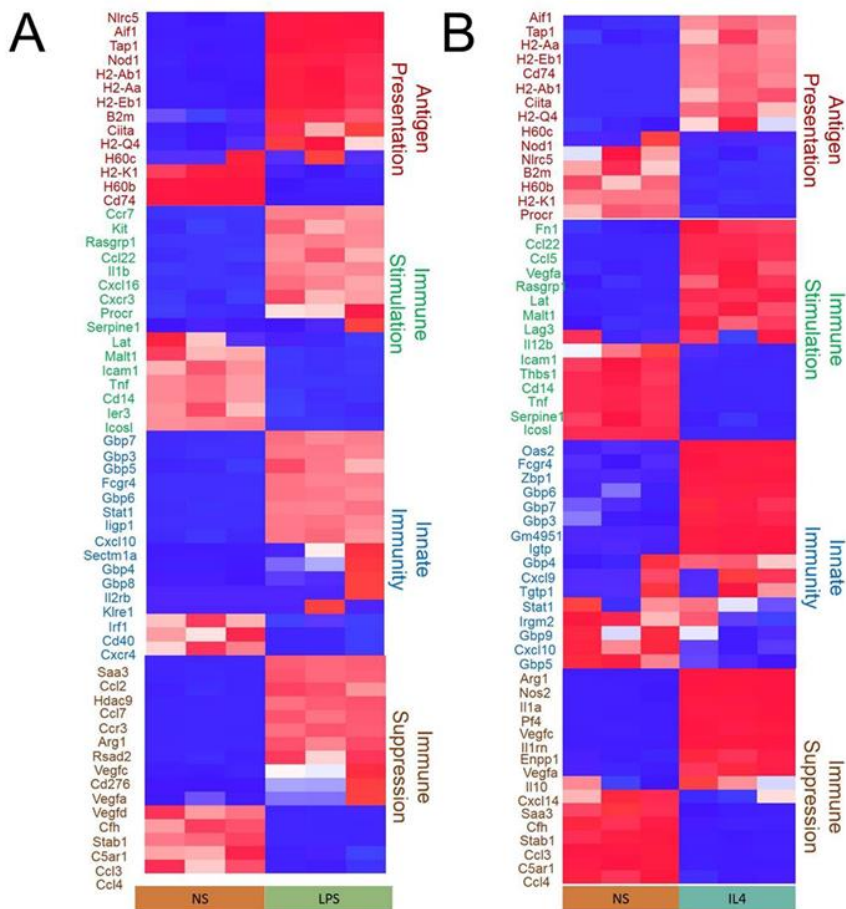 A
Nlrc5
Aif1
Tap1
Nod1
H2-Ab1
H2-Aa
H2-Eb1
B2m
Ciita
H2-Q4
H60c
H2-K1
H60b
Cd74
Antigen
Presentation
Ccr7
Kit
Rasgrp1
Ccl22
Il1b
Cxcl16
Cxcr3
Procr
Serpine1
Lat
Malt1
Icam1
Tnf
Cd14
Ier3
Icosl
Immune
Stimulation
Gbp7
Gbp3
Gbp5
Fcgr4
Gbp6
Stat1
Iigp1
Cxcl10
Sectm1a
Gbp4
Gbp8
Il2rb
Klre1
Irf1
Cd40
Cxcr4
Innate
Immunity
Saa3
Ccl2
Hdac9
Ccl7
Ccr3
Arg1
Rsad2
Vegfc
Cd276
Vegfa
Vegfd
Cfh
Stab1
C5ar1
Ccl3
Ccl4
Immune
Suppression
NS
LPS
B
Aif1
Tap1
H2-Aa
H2-Eb1
Cd74
H2-Ab1
Ciita
H2-Q4
H60c
Nod1
Nlrc5
B2m
H60b
H2-K1
Procr
Antigen
Presentation
Fn1
Ccl22
Ccl5
Vegfa
Rasgrp1
Lat
Malt1
Lag3
Il12b
Icam1
Thbs1
Cd14
Tnf
Serpine1
Icosl
Immune
Stimulation
Oas2
Fcgr4
Zbp1
Gbp6
Gbp7
Gbp3
Gm4951
Igtp
Gbp4
Cxcl9
Tgtp1
Stat1
Irgm2
Gbp9
Cxcl10
Gbp5
Innate
Immunity
Arg1
Nos2
Il1a
Pf4
Vegfc
Il1rn
Enpp1
Vegfa
Il10
Cxcl14
Saa3
Cfh
Stab1
Ccl3
C5ar1
Ccl4
Immune
Suppression
NS
IL4